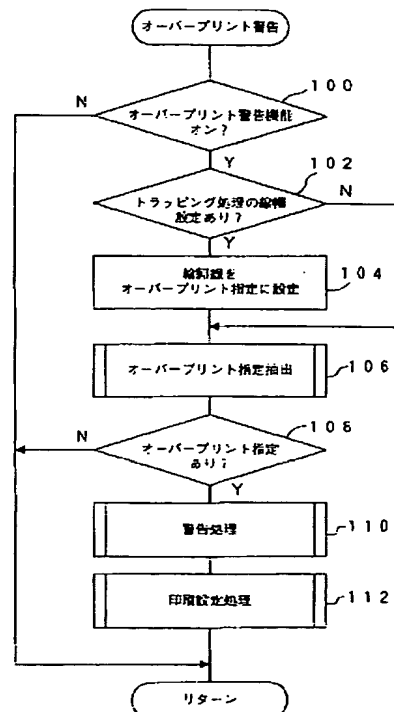 オーバープリント警告
100
N
オーバープリント警告機能
オン?
Y
102
トラッピング処理の線幅
設定あり?
N
Y
線を
オーバープリント指定に設定
104
オーバープリント指定抽出
106
108
N
オーバープリント指定
あり?
Y
警告処理
110
印刷設定処理
112
リターン